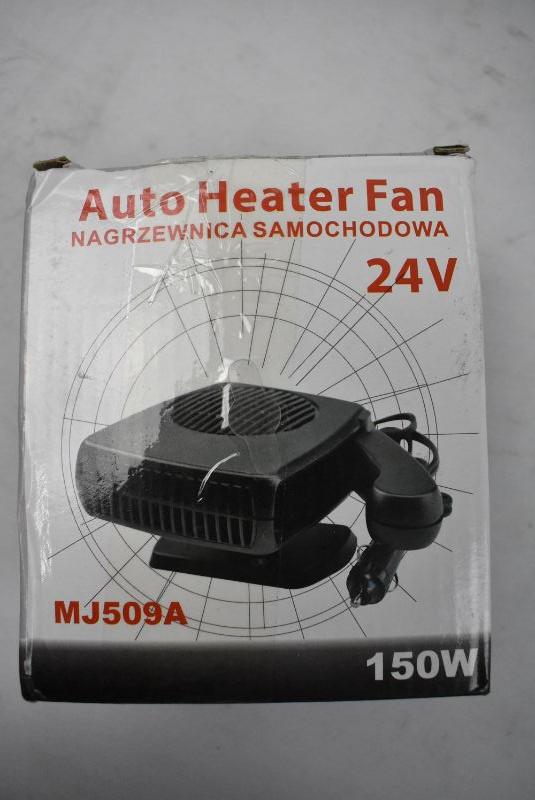 Auto Heater Fan
NAGRZEWNICA SAMOCHODOWA
24V
MJ509A
150W